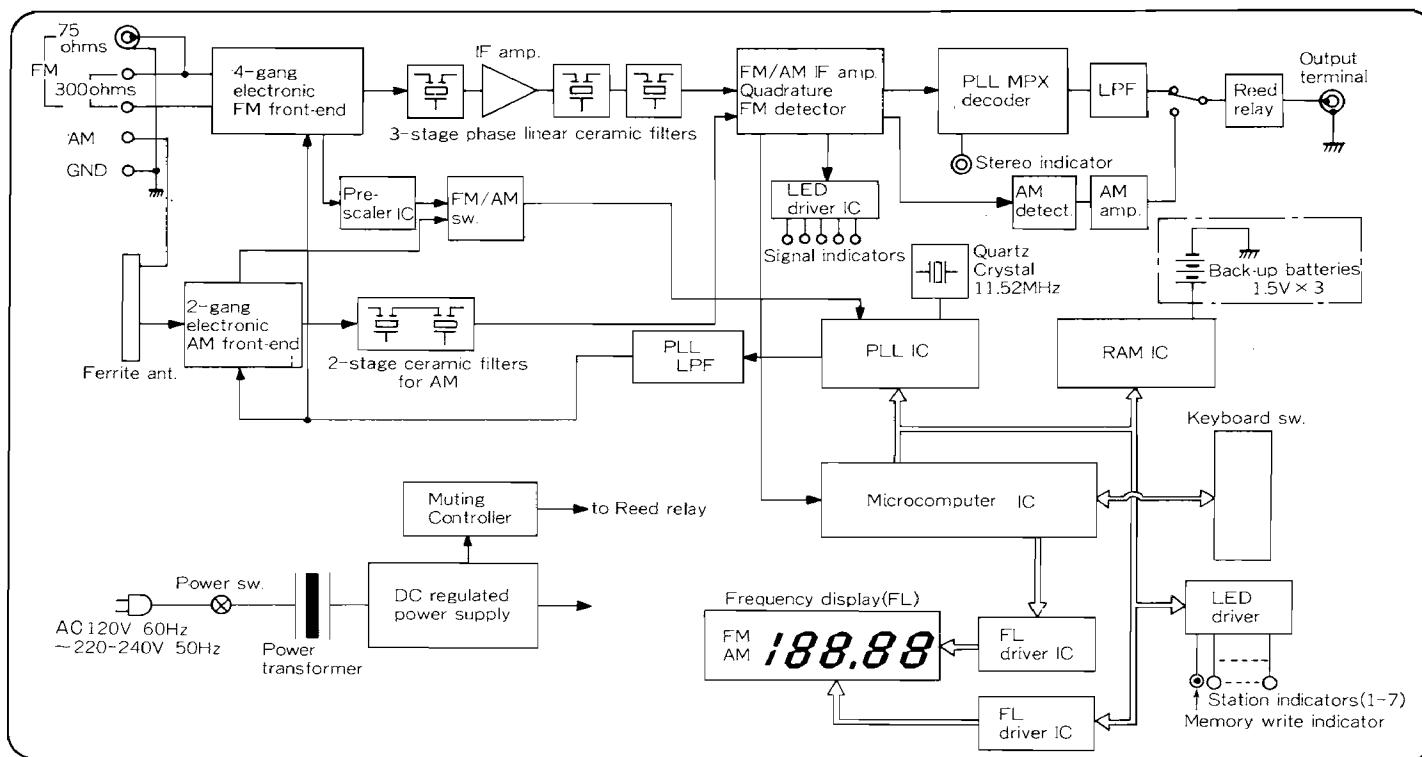 75
ohms
FM
300ohms
AM
GND
4-gang
electronic
FM front-end
IF amp.
3-stage phase linear ceramic filters
FM/AM IF amp.
Quadrature
FM detector
PLL MPX
decoder
LPF
Reed
relay
Output
terminal
Stereo indicator
Pre-
scaler IC
FM/AM
sw.
LED
driver IC
Signal indicators
AM
detect.
AM
amp.
Quartz
Crystal
11.52MHz
Back-up batteries
1.5V × 3
Ferrite ant.
2-gang
electronic
AM front-end
2-stage ceramic filters
for AM
PLL
LPF
PLL IC
RAM IC
Keyboard sw.
Microcomputer IC
Muting
Controller
to Reed relay
Power sw.
AC 120V 60Hz
~220-240V 50Hz
Power
transformer
DC regulated
power supply
Frequency display(FL)
FM
AM
188.88
FL
driver IC
FL
driver IC
LED
driver
Station indicators(1-7)
Memory write indicator